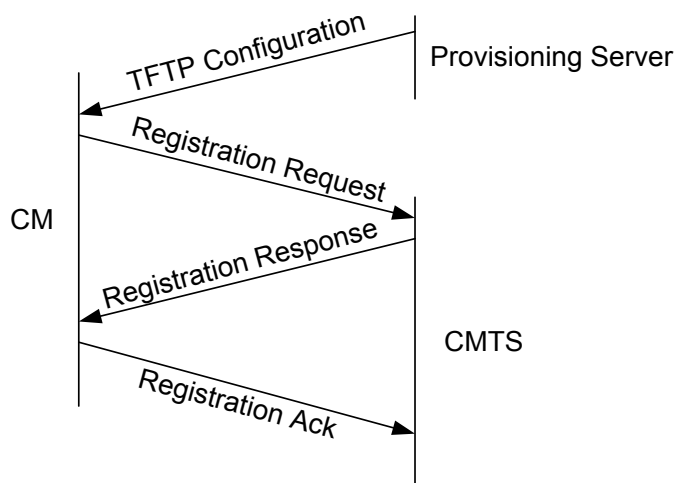 TFTP Configuration
Provisioning Server
Registration Request
CM
Registration Response
CMTS
Registration Ack